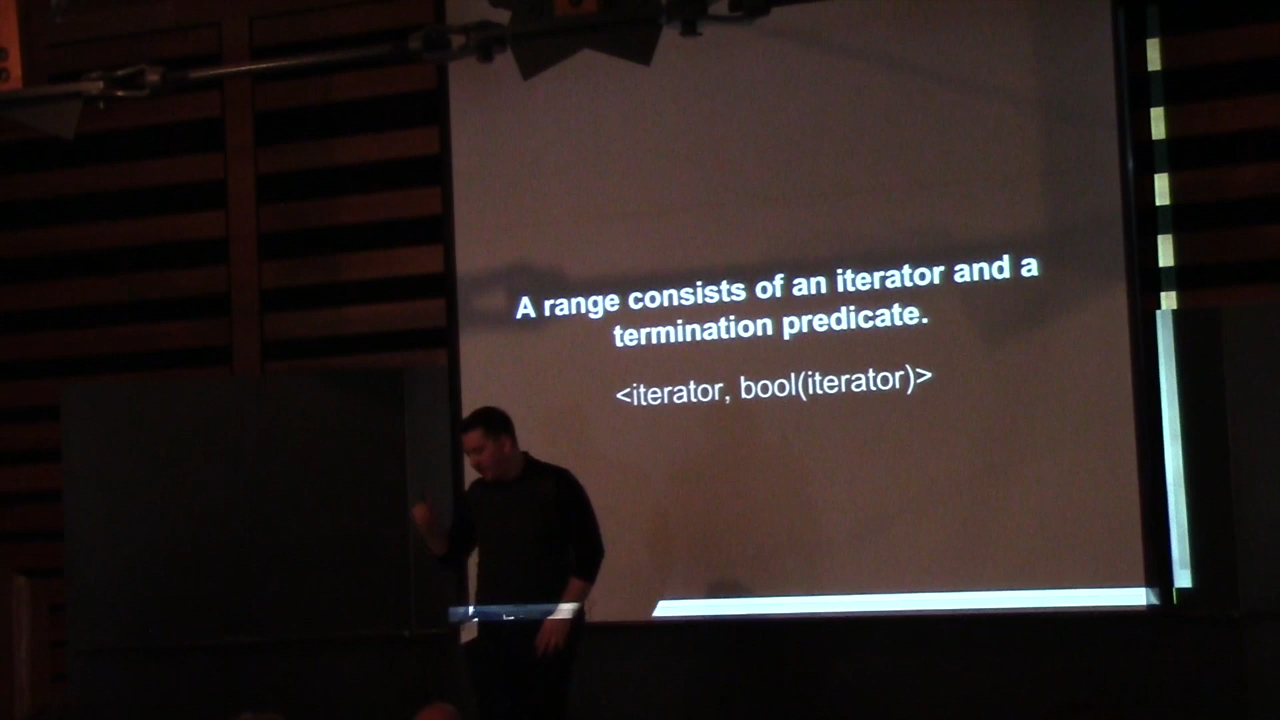 A range consists of an iterator and a
termination predicate.
<iterator, bool(iterator)>